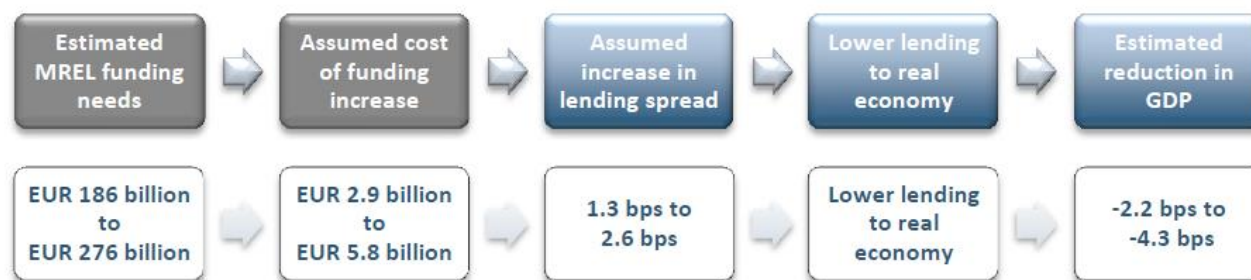 Estimated
MREL funding
needs
Assumed cost
of funding
increase
Assumed
increase in
lending spread
Lower lending
to real
economy
Estimated
reduction in
GDP
EUR 186 billion
to
EUR 276 billion
EUR 2.9 billion
to
EUR 5.8 billion
1.3 bps to
2.6 bps
Lower lending
to real
economy
-2.2 bps to
-4.3 bps